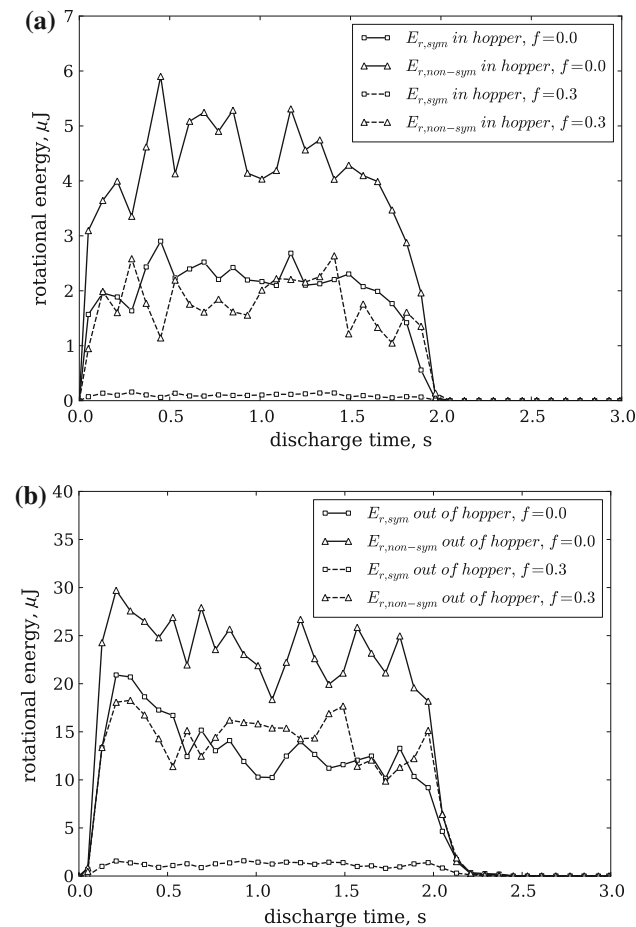 (a)
7
6
5
4
3
2
1
0
rotational energy, μJ
E_{r,sym} in hopper, f=0.0
E_{r,non-sym} in hopper, f=0.0
E_{r,sym} in hopper, f=0.3
E_{r,non-sym} in hopper, f=0.3
0.0 0.5 1.0 1.5 2.0 2.5 3.0
discharge time, s
(b)
40
35
30
25
20
15
10
5
0
rotational energy, μJ
E_{r,sym} out of hopper, f=0.0
E_{r,non-sym} out of hopper, f=0.0
E_{r,sym} out of hopper, f=0.3
E_{r,non-sym} out of hopper, f=0.3
0.0 0.5 1.0 1.5 2.0 2.5 3.0
discharge time, s